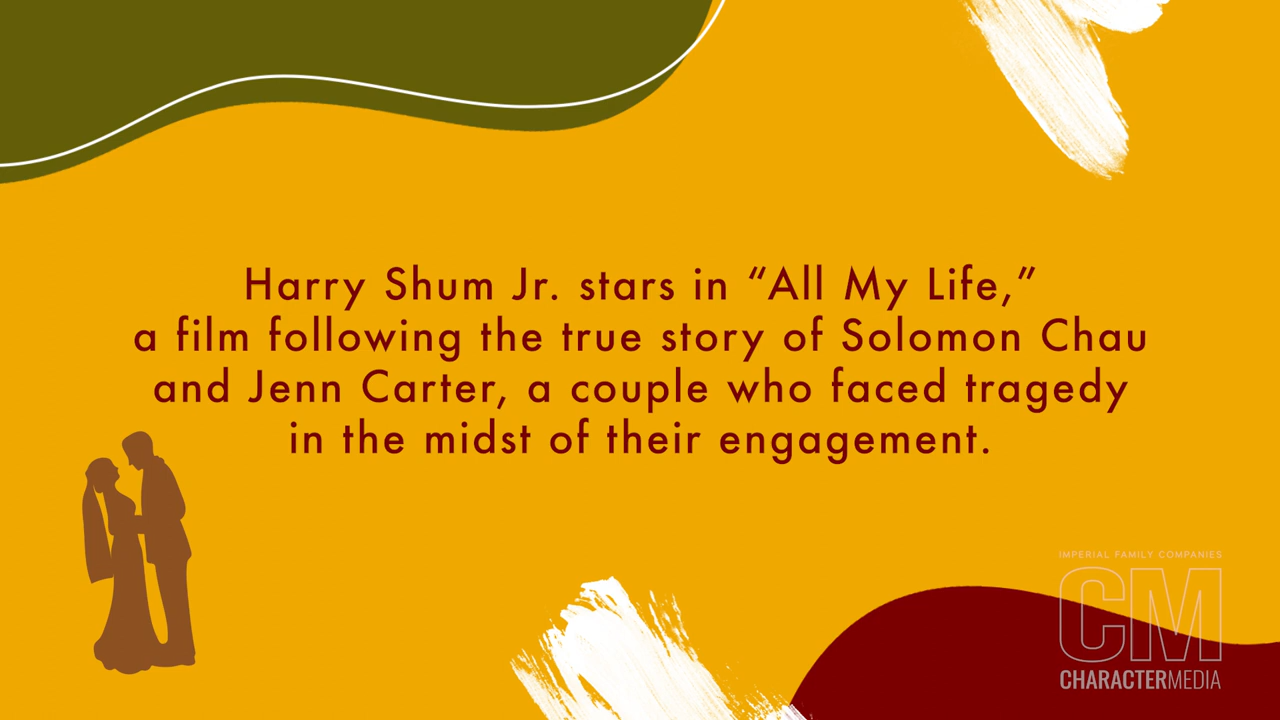 Harry Shum Jr. stars in “All My Life,”
a film following the true story of Solomon Chau
and Jenn Carter, a couple who faced tragedy
in the midst of their engagement.
IMPERIAL FAMILY COMPANIES
CM
CHARACTERMEDIA